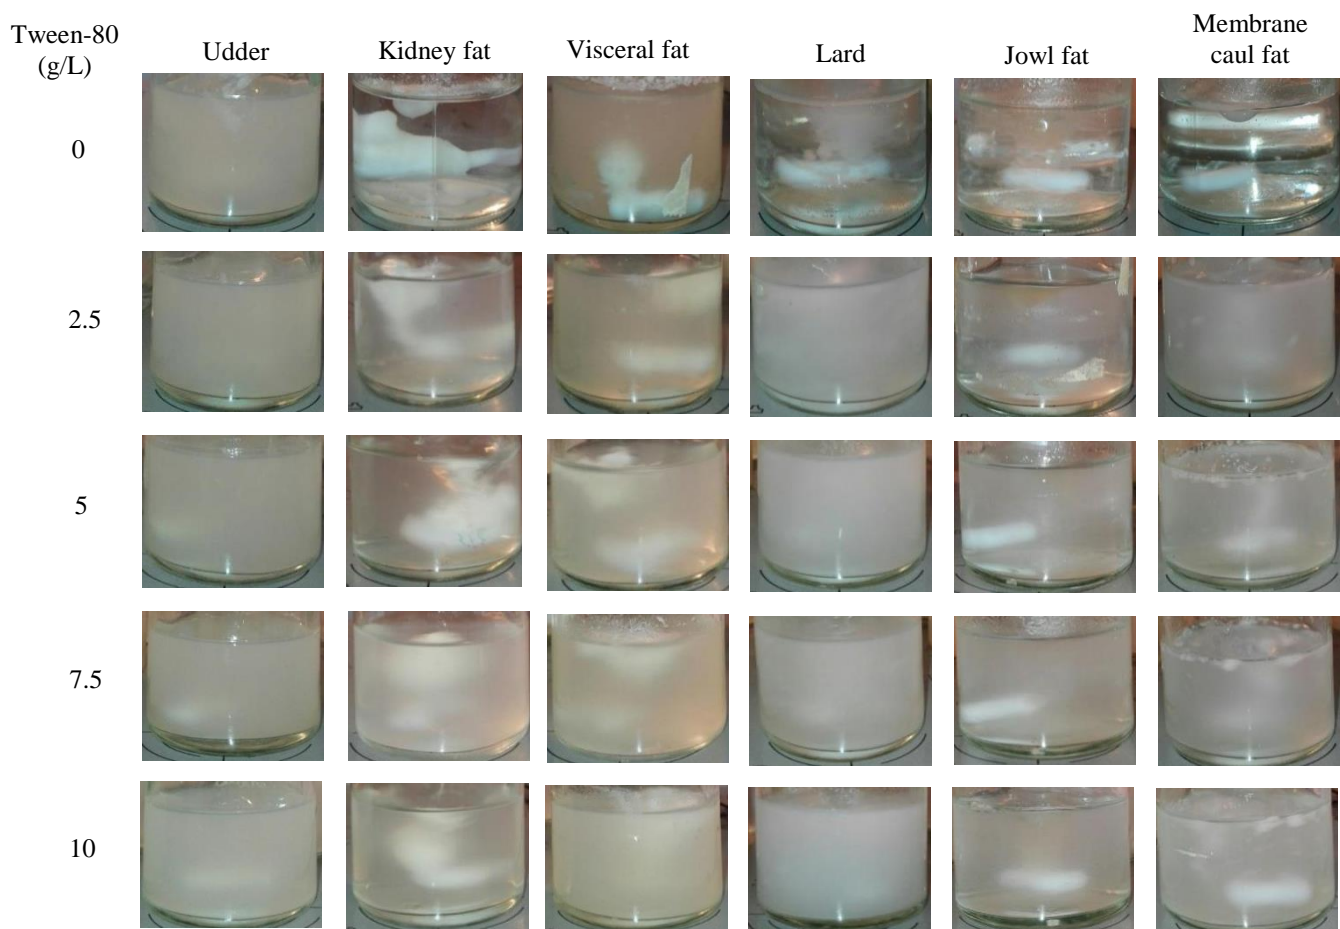 Tween-80
(g/L)
Udder
Kidney fat
Visceral fat
Lard
Jowl fat
Membrane
caul fat
0
2.5
5
7.5
10